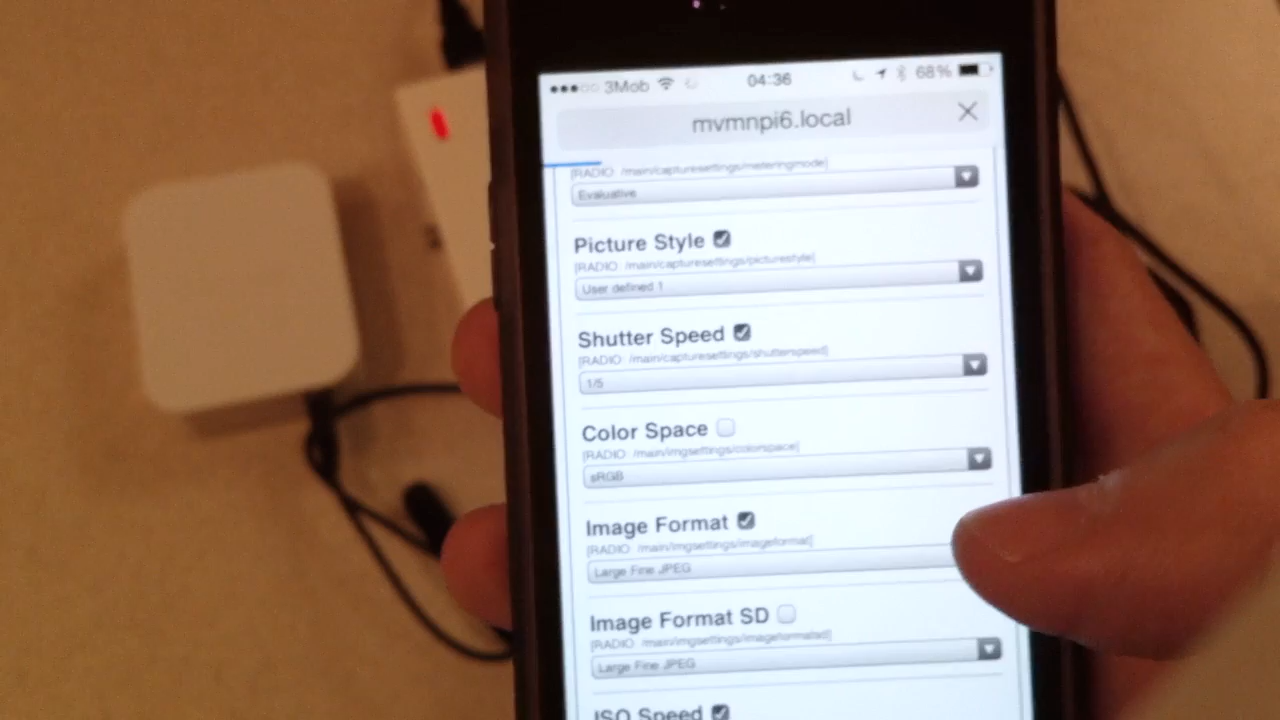 3Mob 04:36 68%
mvmnpi6.local
[RADIO: /main/capturesettings/meteringmode]
Evaluative
Picture Style
[RADIO: /main/capturesettings/picturestyle]
User defined 1
Shutter Speed
[RADIO: /main/capturesettings/shutterspeed]
1/5
Color Space
[RADIO: /main/imgsettings/colorspace]
sRGB
Image Format
[RADIO: /main/imgsettings/imageformat]
Large Fine JPEG
Image Format SD
[RADIO: /main/imgsettings/imageformatsd]
Large Fine JPEG
ISO Speed